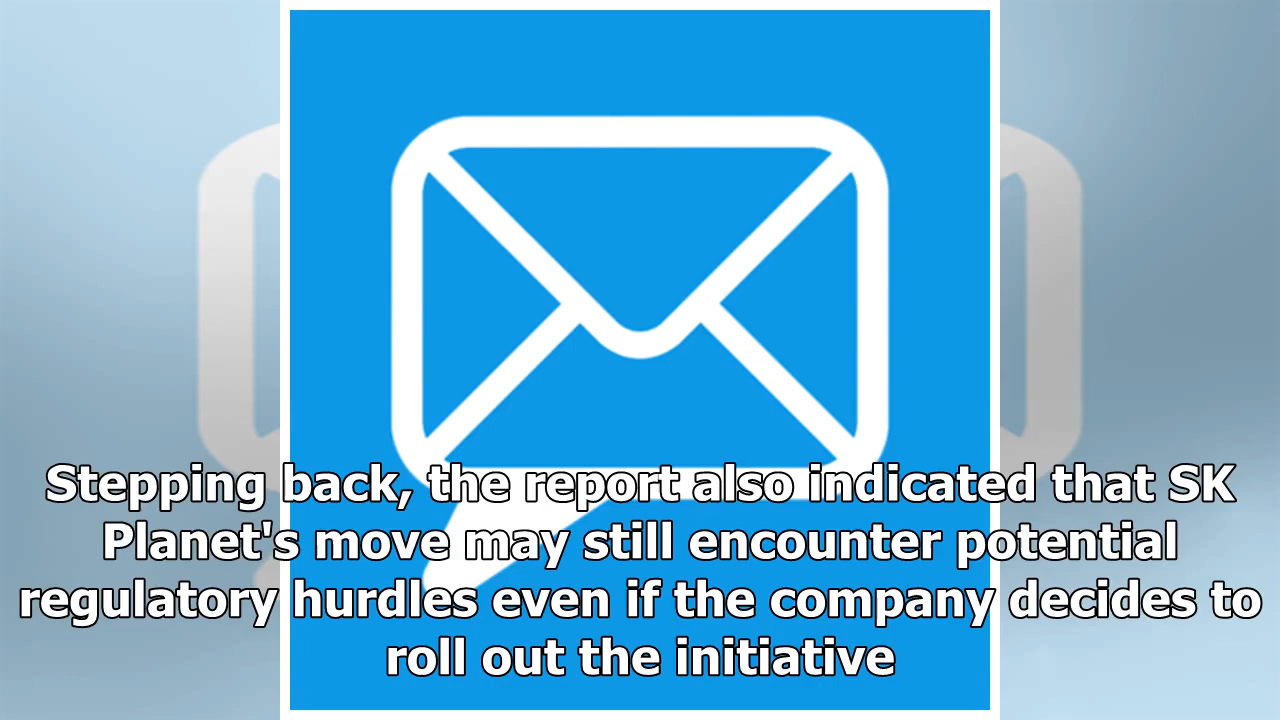 Stepping back, the report also indicated that SK
Planet's move may still encounter potential
regulatory hurdles even if the company decides to
roll out the initiative